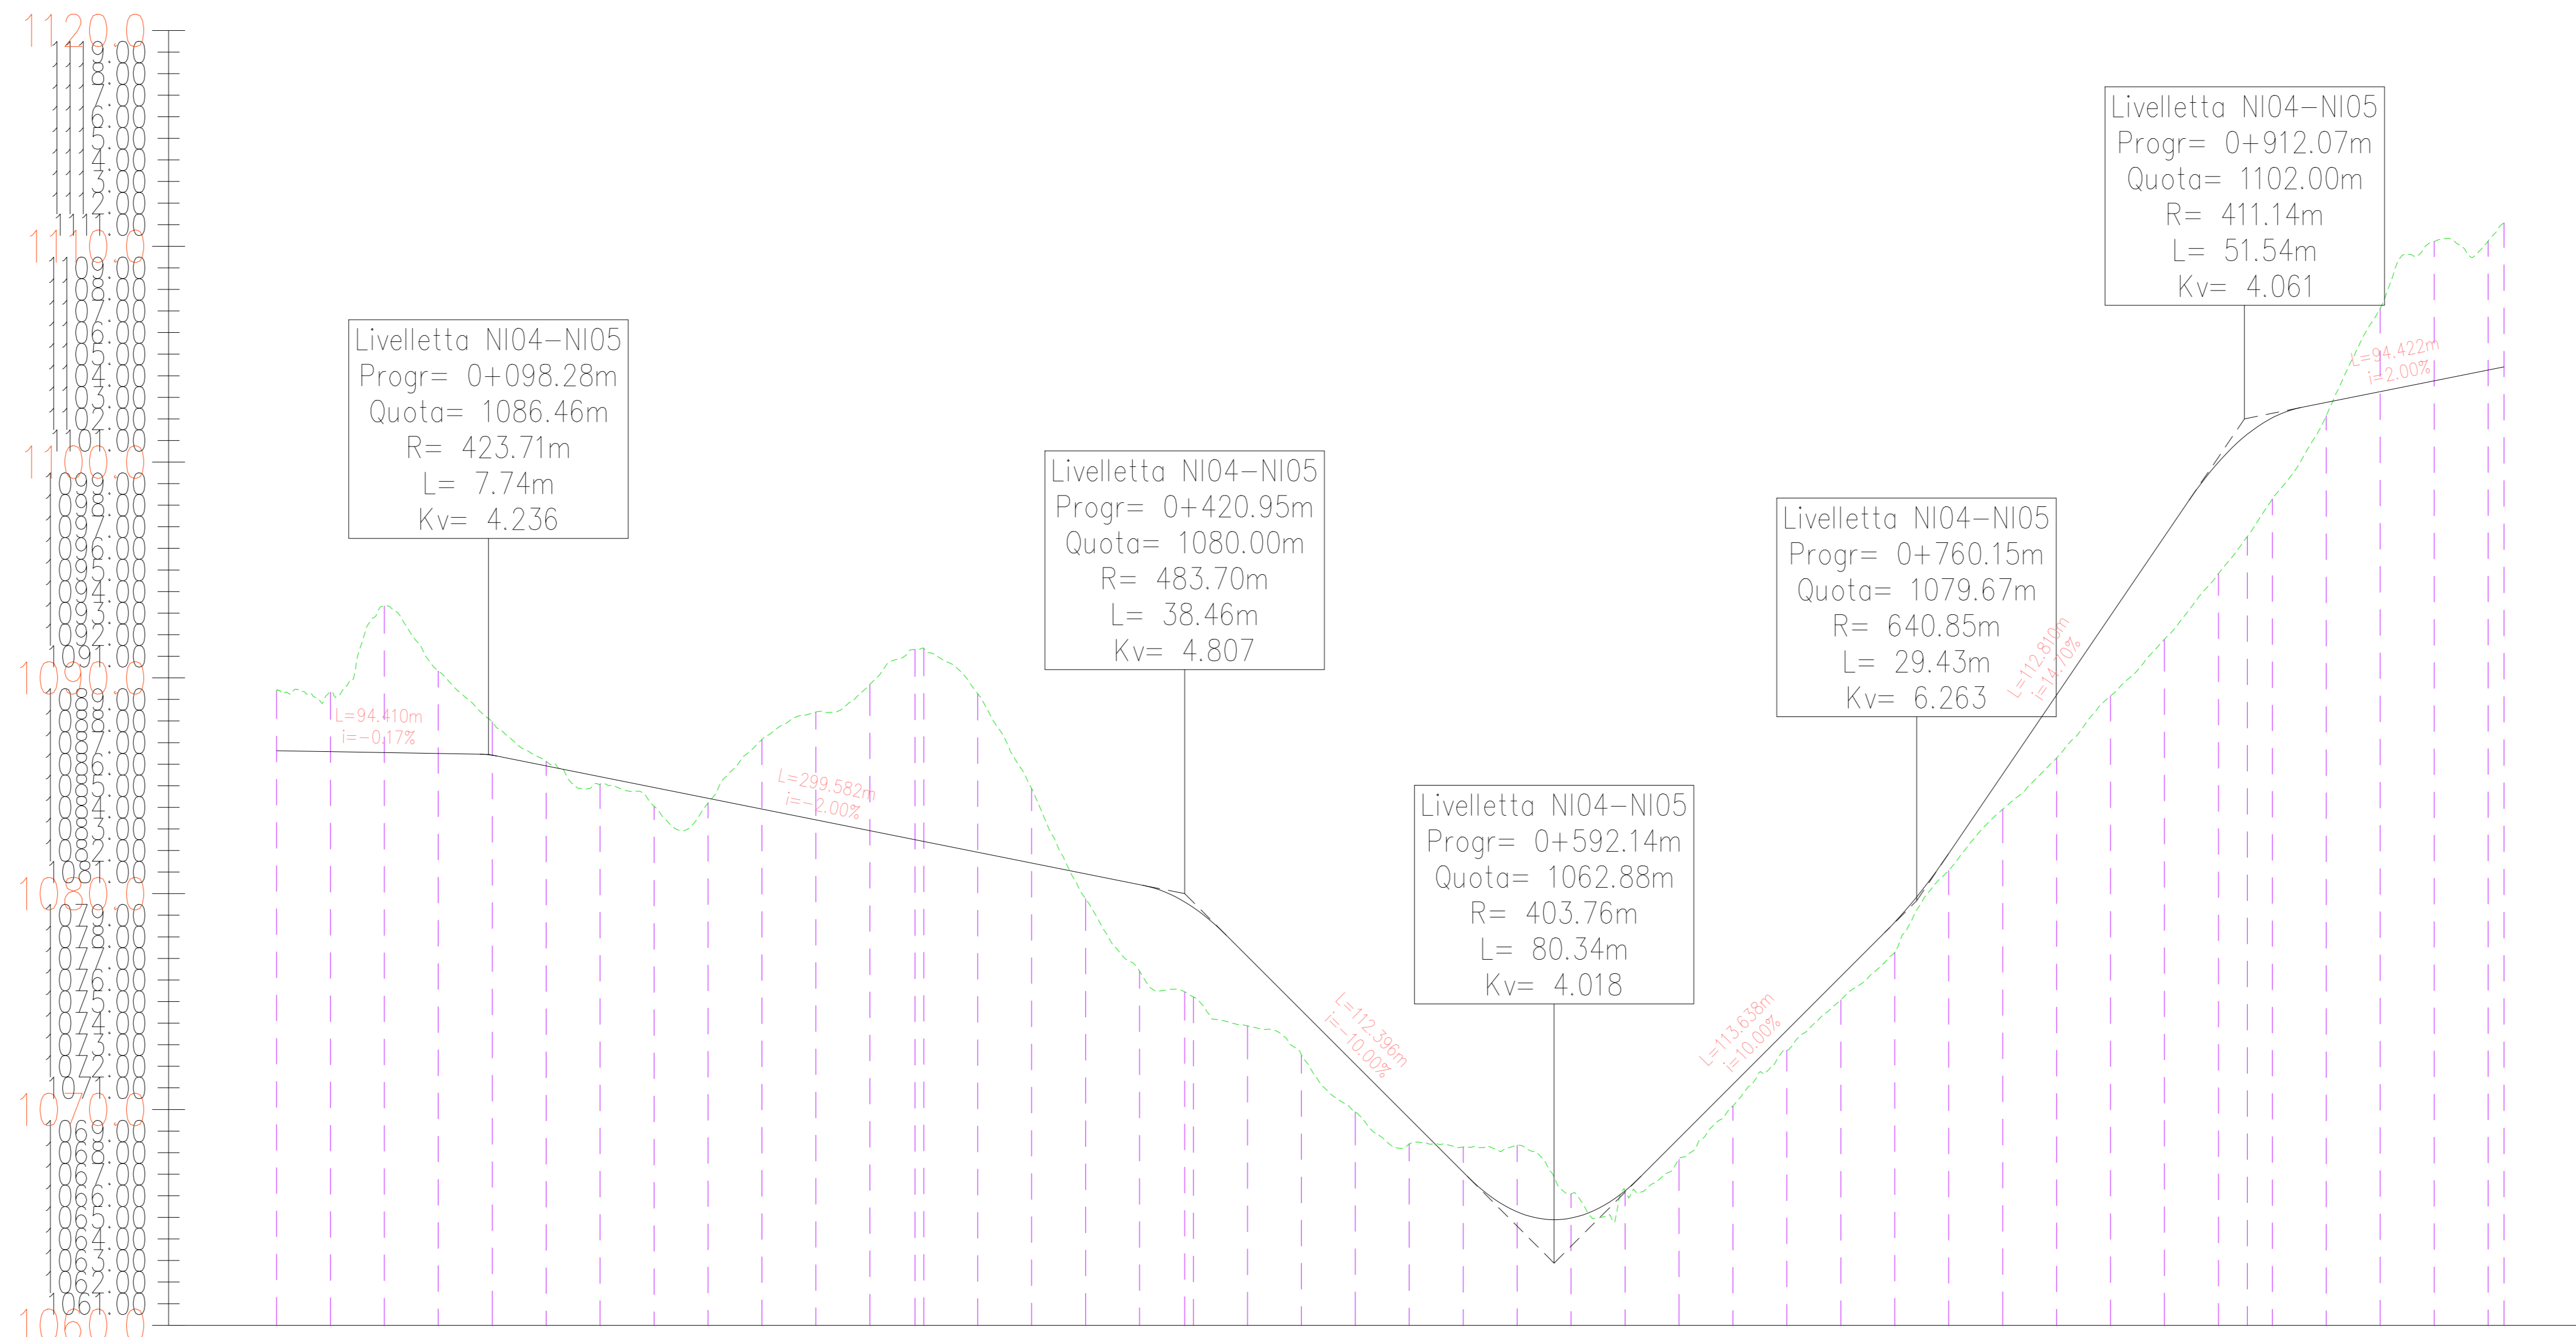 1120.0
1119.00
1118.00
1117.00
1116.00
1115.00
1114.00
1113.00
1112.00
1111.00
1110.0
1109.00
1108.00
1107.00
1106.00
1105.00
1104.00
1103.00
1102.00
1101.00
1100.0
1099.00
1098.00
1097.00
1096.00
1095.00
1094.00
1093.00
1092.00
1091.00
1090.0
1089.00
1088.00
1087.00
1086.00
1085.00
1084.00
1083.00
1082.00
1081.00
1080.0
1079.00
1078.00
1077.00
1076.00
1075.00
1074.00
1073.00
1072.00
1071.00
1070.0
1069.00
1068.00
1067.00
1066.00
1065.00
1064.00
1063.00
1062.00
1061.00
1060.0
Livelletta NI04-NI05
Progr= 0+098.28m
Quota= 1086.46m
R= 423.71m
L= 7.74m
Kv= 4.236
L=94.410m
i=-0.17%
L=299.582m
i=-2.00%
Livelletta NI04-NI05
Progr= 0+420.95m
Quota= 1080.00m
R= 483.70m
L= 38.46m
Kv= 4.807
L=112.396m
i=-10.00%
Livelletta NI04-NI05
Progr= 0+592.14m
Quota= 1062.88m
R= 403.76m
L= 80.34m
Kv= 4.018
L=113.638m
i=10.00%
Livelletta NI04-NI05
Progr= 0+760.15m
Quota= 1079.67m
R= 640.85m
L= 29.43m
Kv= 6.263
L=112.810m
i=14.70%
Livelletta NI04-NI05
Progr= 0+912.07m
Quota= 1102.00m
R= 411.14m
L= 51.54m
Kv= 4.061
L=94.422m
i=2.00%